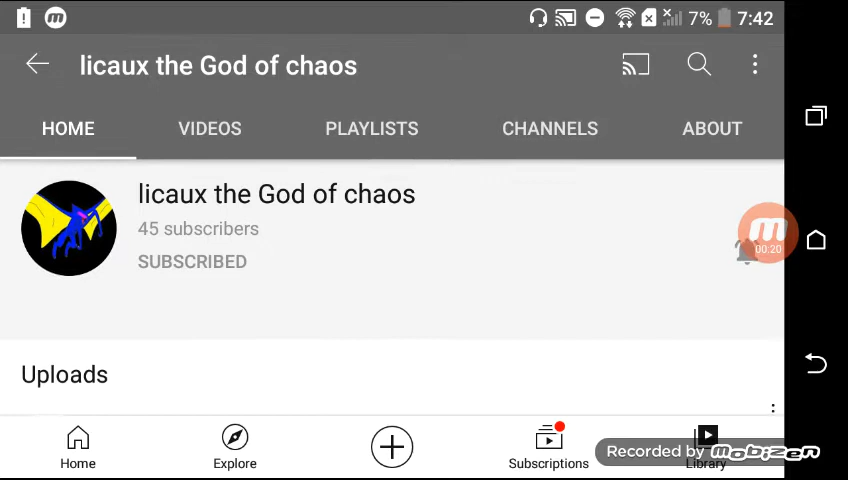 7% 7:42
licaux the God of chaos
HOME VIDEOS PLAYLISTS CHANNELS ABOUT
licaux the God of chaos
45 subscribers
SUBSCRIBED
00:20
Uploads
Home Explore Subscriptions Library
Recorded by mobizen